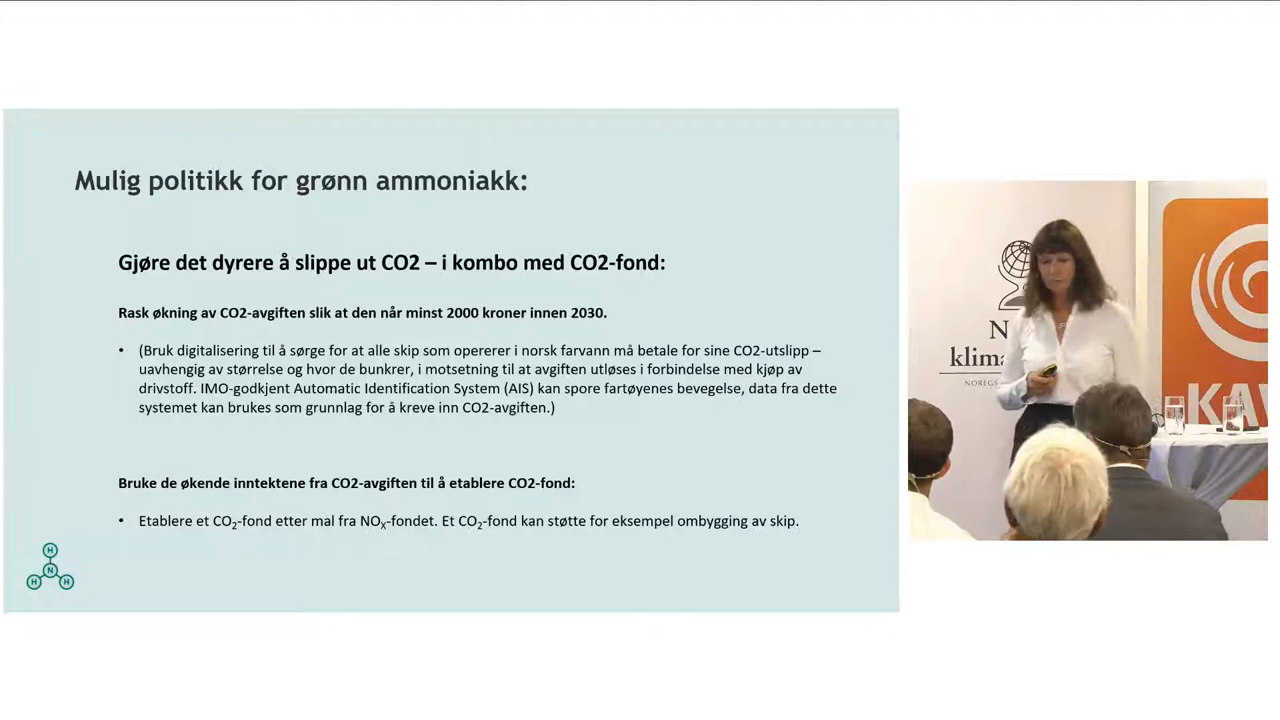 Mulig politikk for grønn ammoniakk:
Gjøre det dyrere å slippe ut CO2 – i kombo med CO2-fond:
Rask økning av CO2-avgiften slik at den når minst 2000 kroner innen 2030.
• (Bruk digitalisering til å sørge for at alle skip som opererer i norsk farvann må betale for sine CO2-utslipp –
uavhengig av størrelse og hvor de bunkrer, i motsetning til at avgiften utløses i forbindelse med kjøp av
drivstoff. IMO-godkjent Automatic Identification System (AIS) kan spore fartøyenes bevegelse, data fra dette
systemet kan brukes som grunnlag for å kreve inn CO2-avgiften.)
Bruke de økende inntektene fra CO2-avgiften til å etablere CO2-fond:
• Etablere et CO₂-fond etter mal fra NOₓ-fondet. Et CO₂-fond kan støtte for eksempel ombygging av skip.
H
N
H H
N
klima
NOREGS
KAV